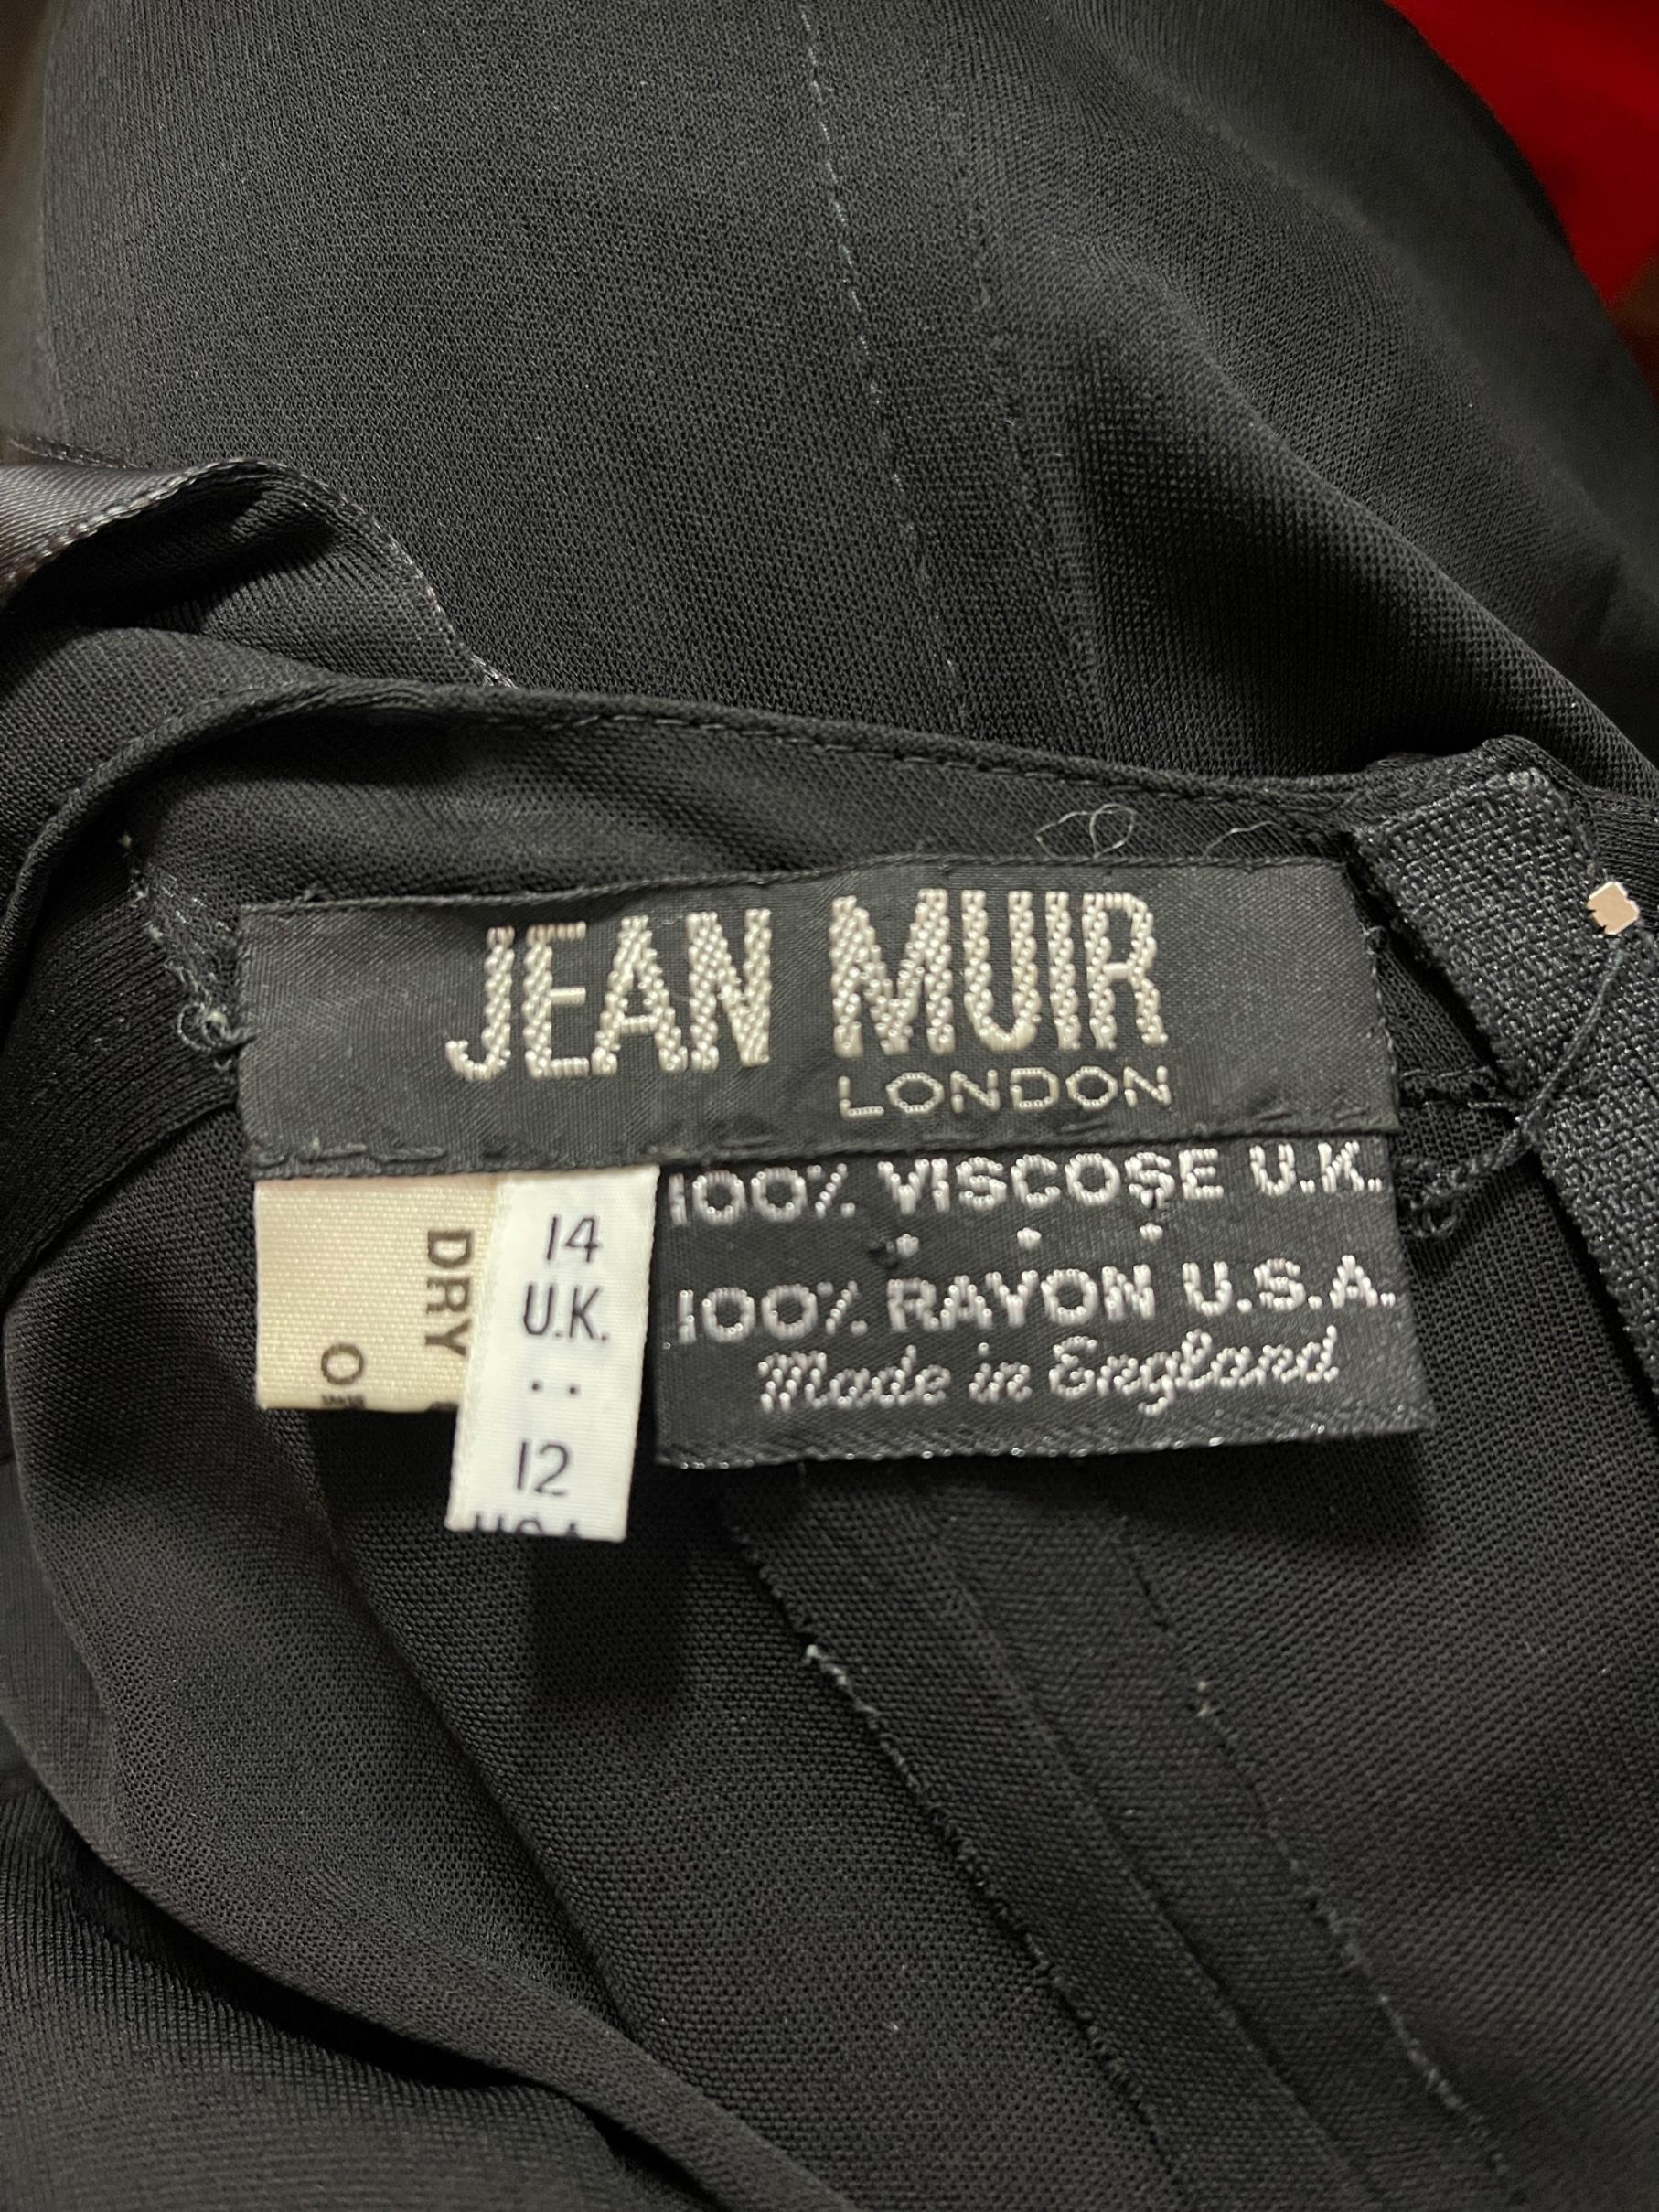 JEAN MUIR
LONDON
DRY
14
U.K.
12
100% VISCOSE U.K.
100% RAYON U.S.A.
Made in England